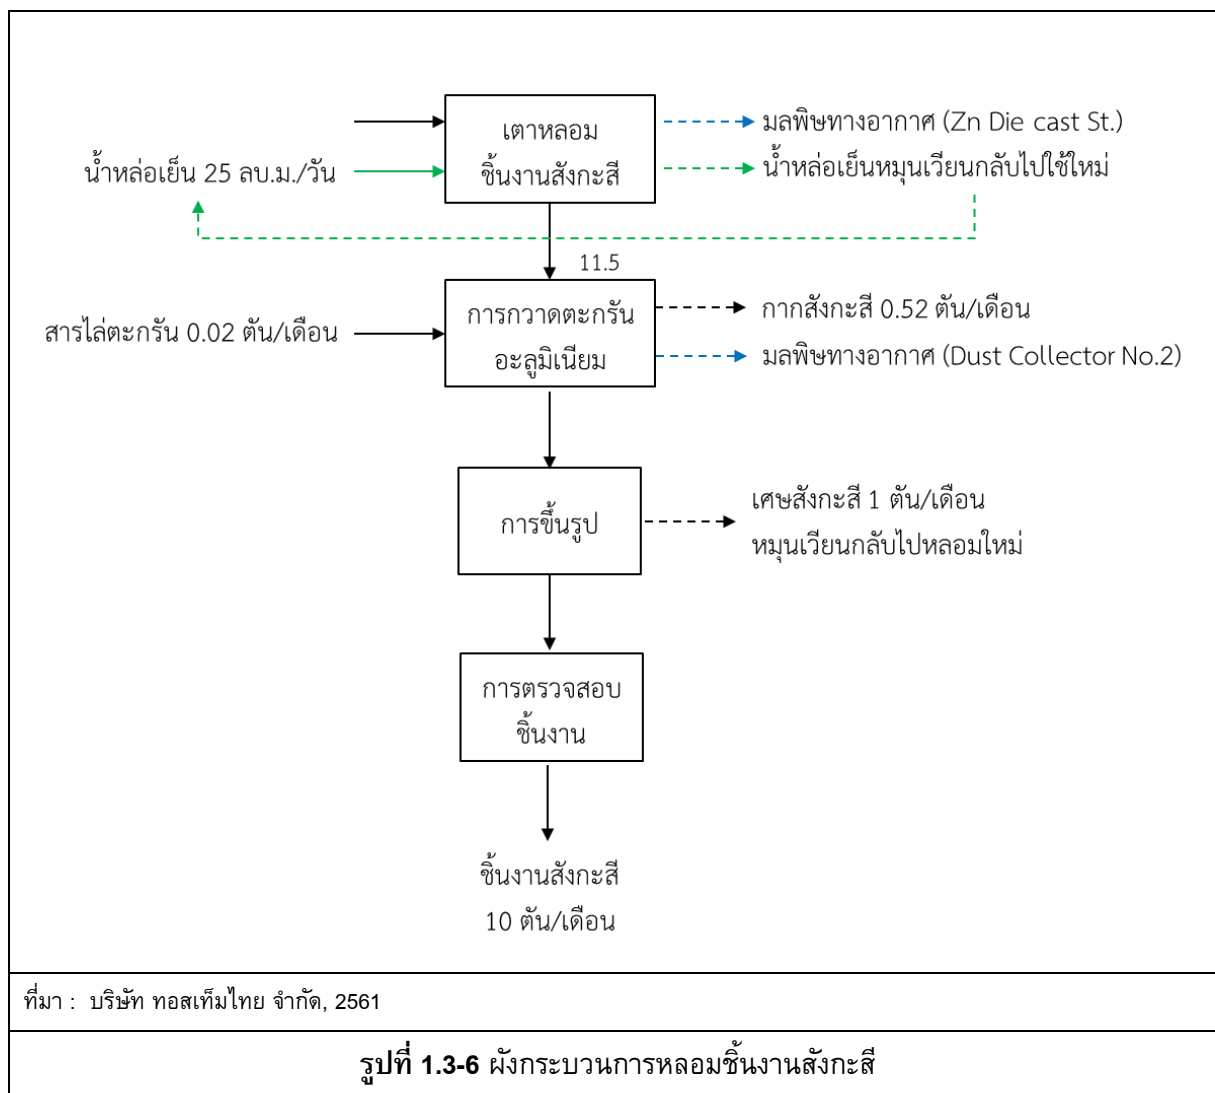 เตาหลอม
ชิ้นงานสังกะสี
มลพิษทางอากาศ (Zn Die cast St.)
น้ำหล่อเย็น 25 ลบ.ม./วัน
น้ำหล่อเย็นหมุนเวียนกลับไปใช้ใหม่
11.5
สารไล่ตะกรัน 0.02 ตัน/เดือน
การกวาดตะกรัน
อะลูมิเนียม
กากสังกะสี 0.52 ตัน/เดือน
มลพิษทางอากาศ (Dust Collector No.2)
การขึ้นรูป
เศษสังกะสี 1 ตัน/เดือน
หมุนเวียนกลับไปหลอมใหม่
การตรวจสอบ
ชิ้นงาน
ชิ้นงานสังกะสี
10 ตัน/เดือน
ที่มา : บริษัท ทอสเท็มไทย จำกัด, 2561
รูปที่ 1.3-6 ผังกระบวนการหลอมชิ้นงานสังกะสี